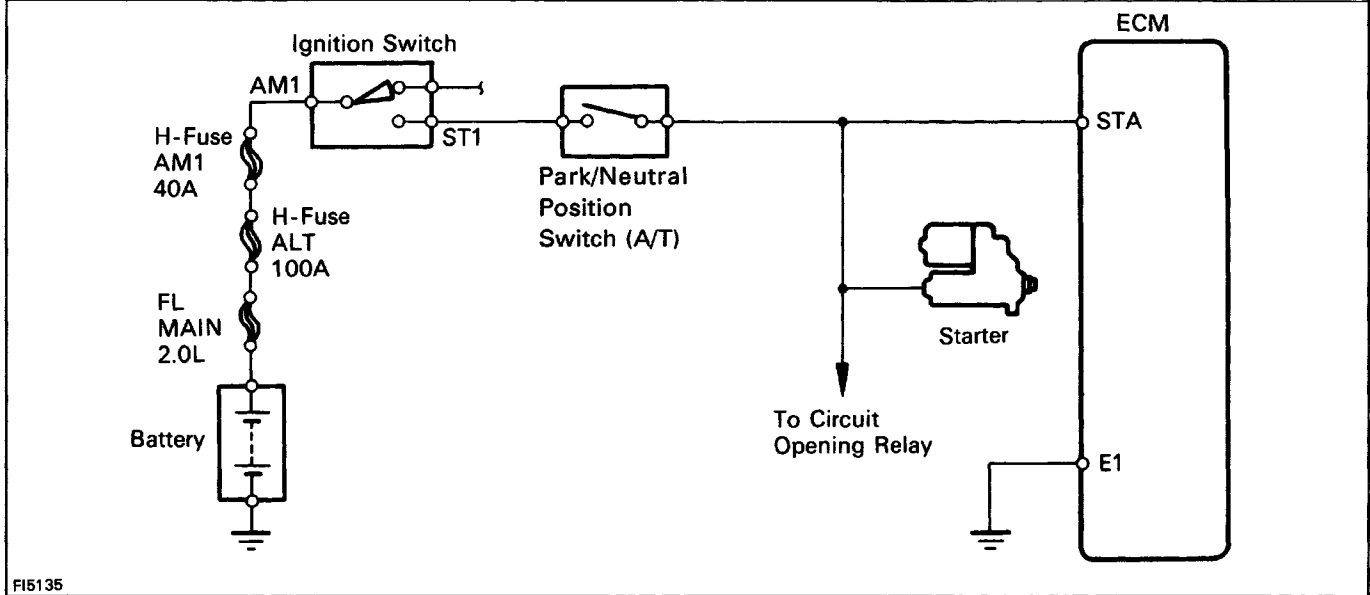 ECM
Ignition Switch
AM1
ST1
STA
H-Fuse
AM1
40A
Park/Neutral
Position
Switch (A/T)
H-Fuse
ALT
100A
FL
MAIN
2.0L
Starter
To Circuit
Opening Relay
Battery
E1
FI5135